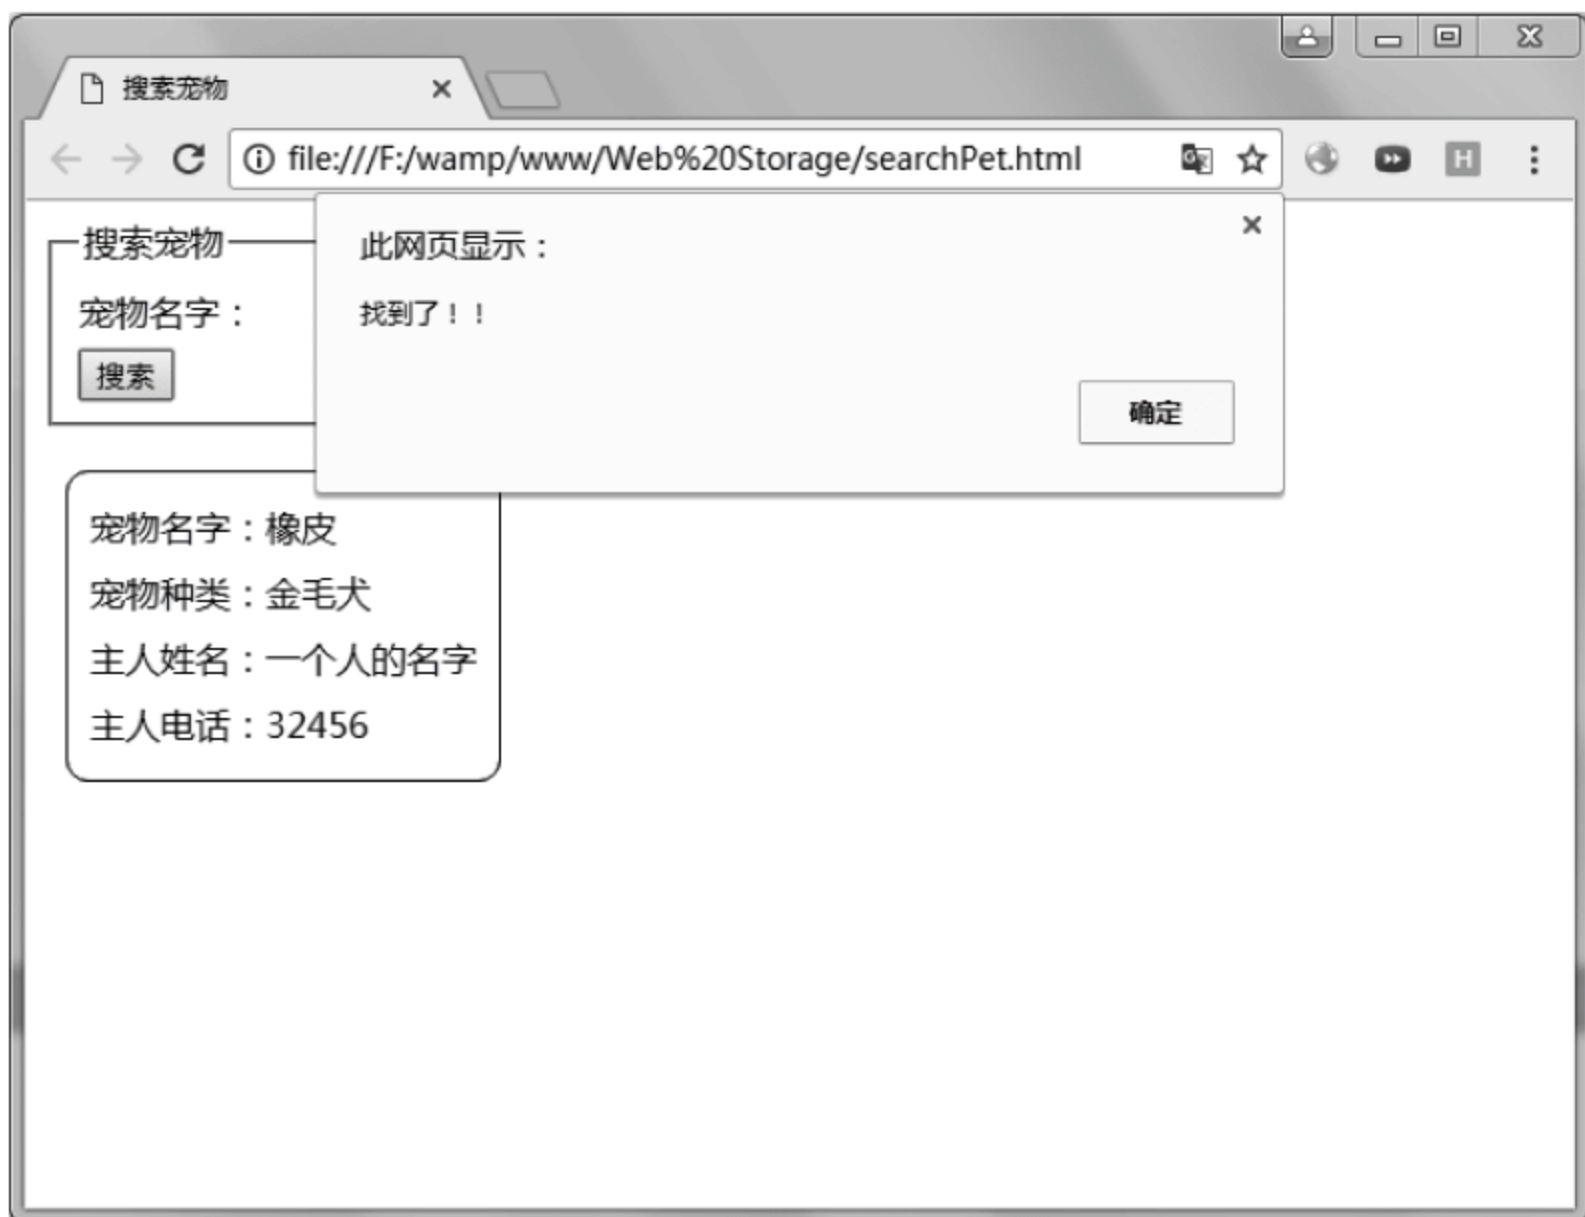 搜索宠物
file:///F:/wamp/www/Web%20Storage/searchPet.html
H
搜索宠物
宠物名字：
搜索
此网页显示：
找到了！！
确定
宠物名字：橡皮
宠物种类：金毛犬
主人姓名：一个人的名字
主人电话：32456